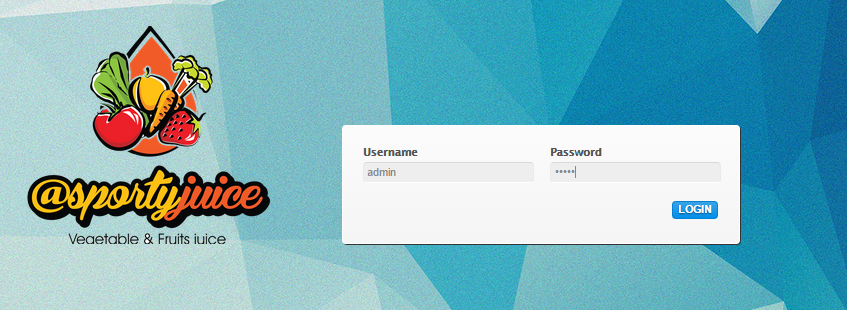 @sportyjuice
Vegetable & Fruits juice
Username
Password
admin
•••••
LOGIN